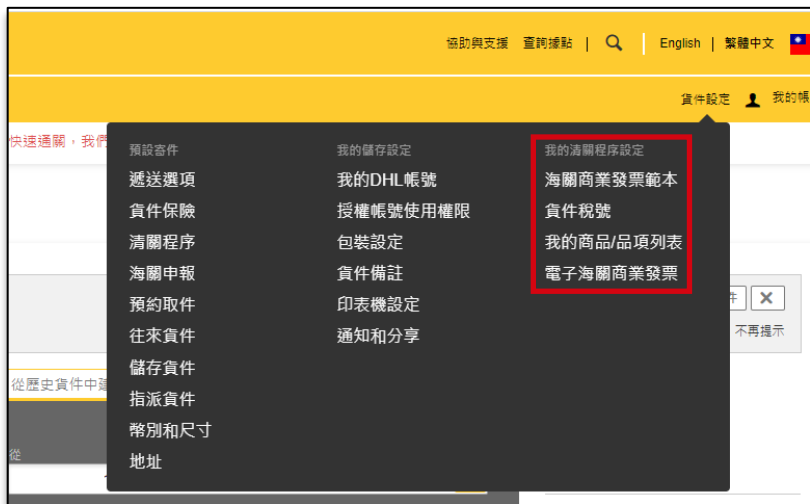 協助與支援 查詢據點 | English | 繁體中文
貨件設定 我的帳
快速通關，我們
預設寄件
遞送選項
貨件保險
清關程序
海關申報
預約取件
往來貨件
儲存貨件
指派貨件
幣別和尺寸
地址
我的儲存設定
我的DHL帳號
授權帳號使用權限
包裝設定
貨件備註
印表機設定
通知和分享
我的清關程序設定
海關商業發票範本
貨件稅號
我的商品/品項列表
電子海關商業發票
件
不再提示
從歷史貨件中建
從